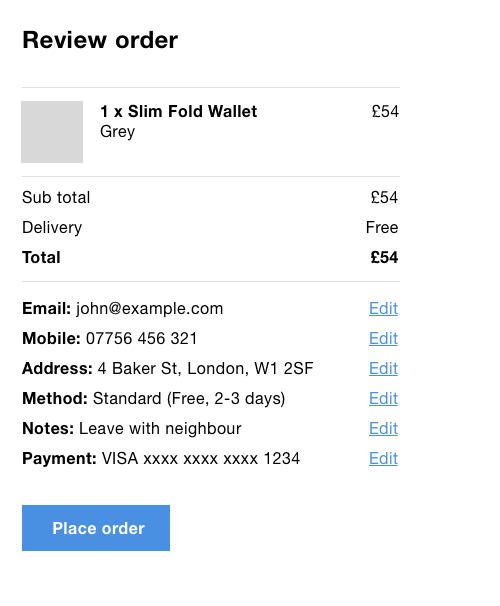 Review order
1 x Slim Fold Wallet £54
Grey
Sub total £54
Delivery Free
Total £54
Email: john@example.com Edit
Mobile: 07756 456 321 Edit
Address: 4 Baker St, London, W1 2SF Edit
Method: Standard (Free, 2-3 days) Edit
Notes: Leave with neighbour Edit
Payment: VISA xxxx xxxx xxxx 1234 Edit
Place order